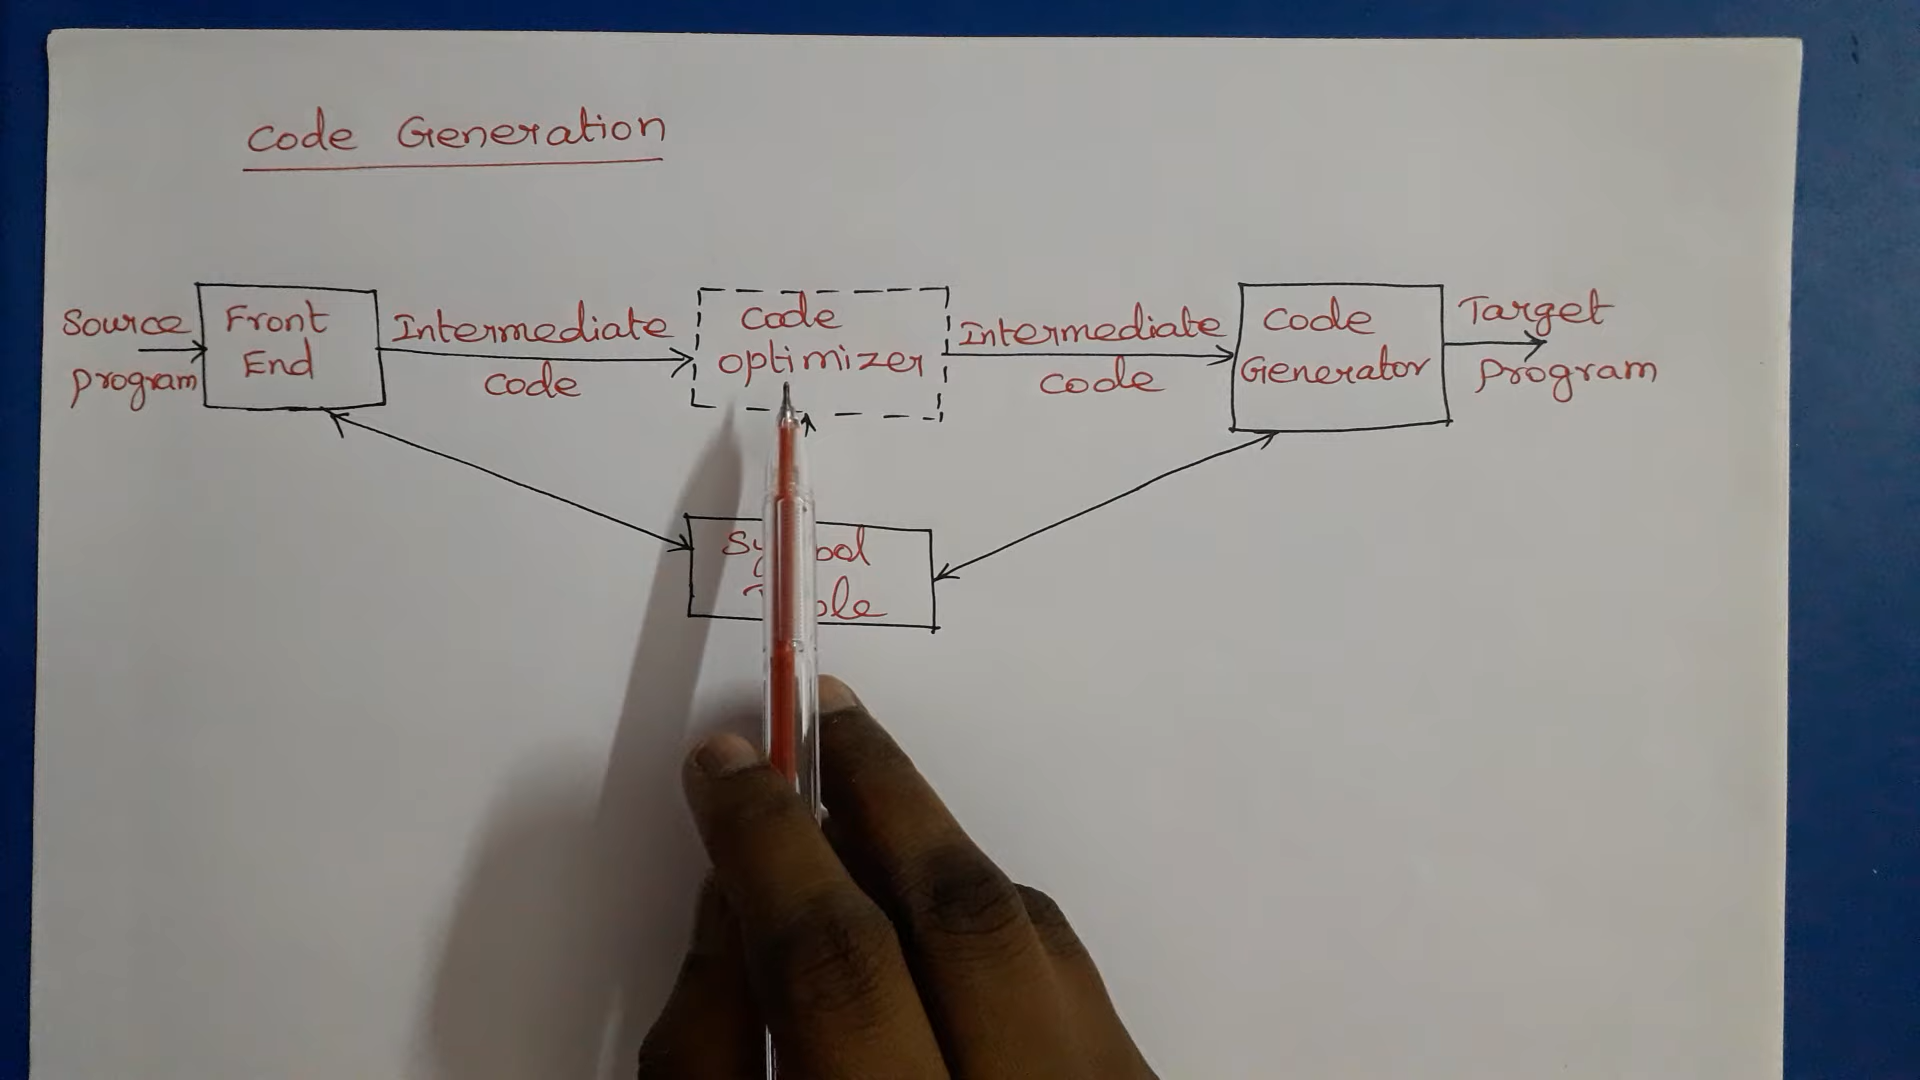 Code Generation
Source
program
Front
End
Intermediate
code
Code
optimizer
Intermediate
code
Code
Generator
Target
program